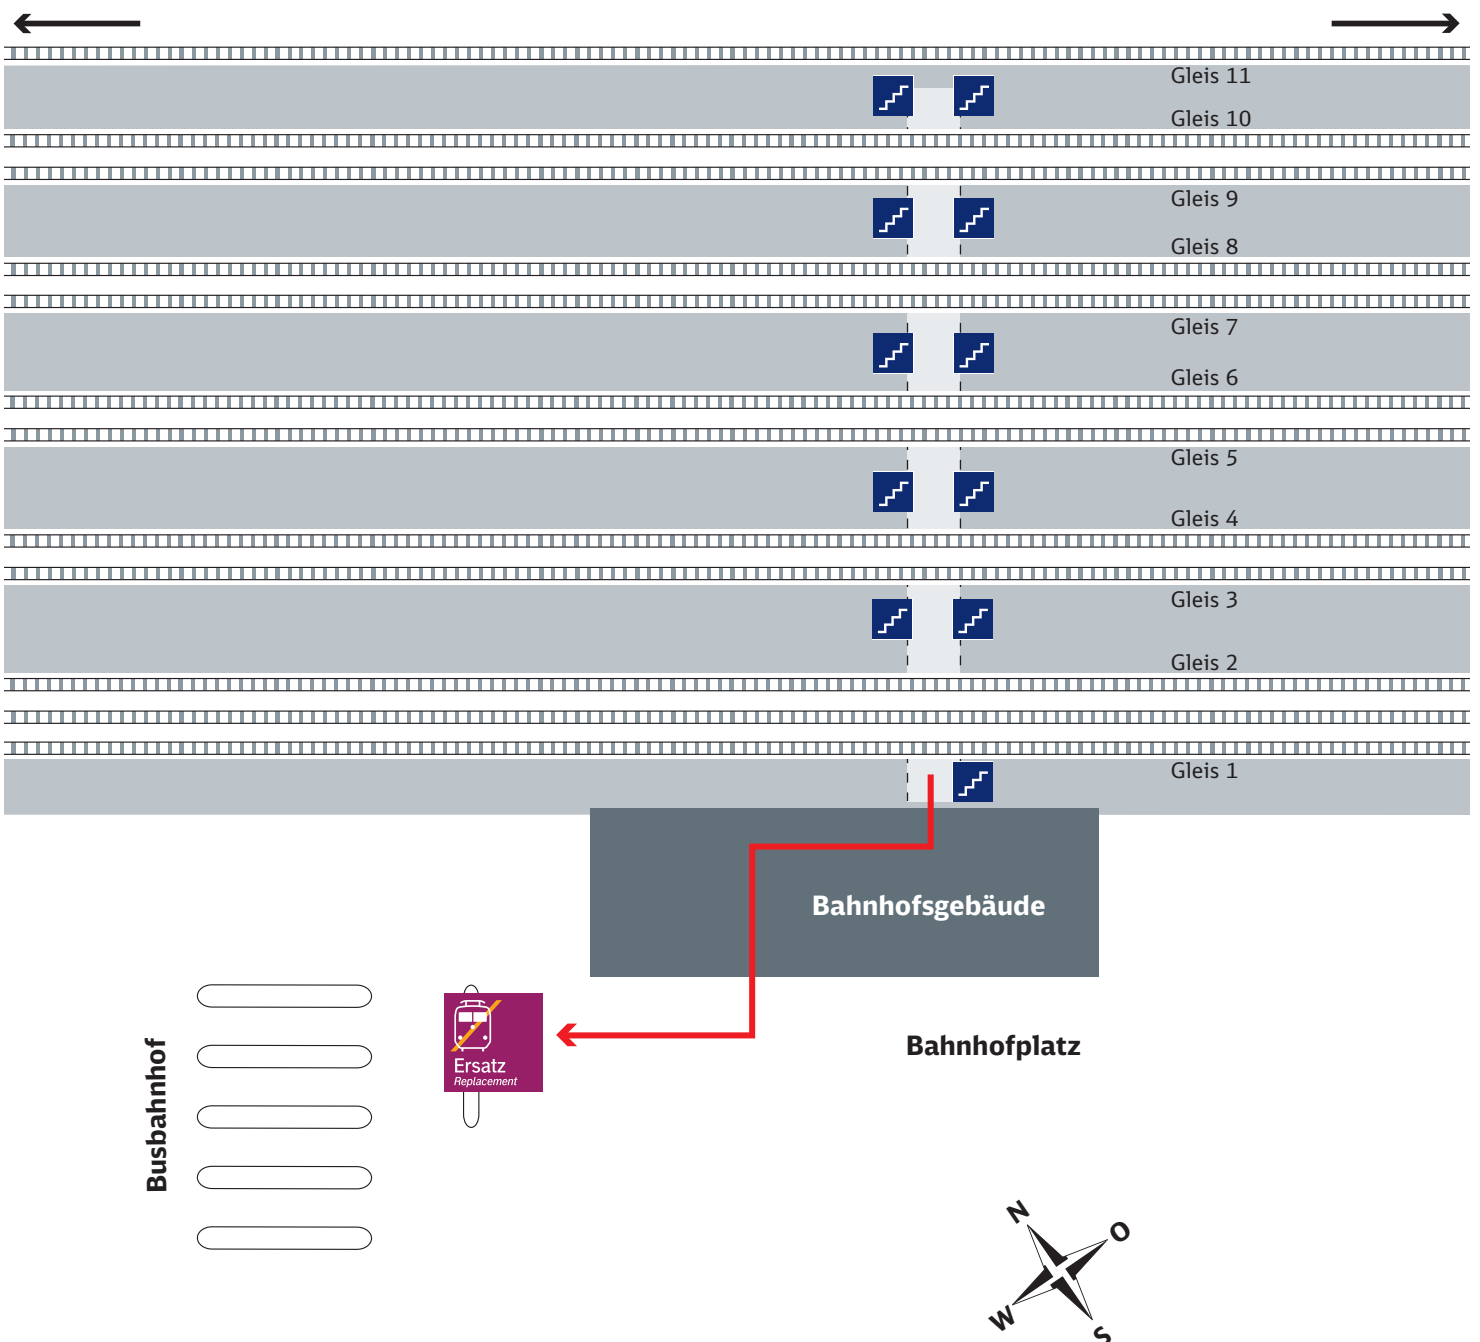 Gleis 11
Gleis 10
Gleis 9
Gleis 8
Gleis 7
Gleis 6
Gleis 5
Gleis 4
Gleis 3
Gleis 2
Gleis 1
Bahnhofsgebäude
Bahnhofplatz
Busbahnhof
Ersatz
Replacement
N
O
W
S